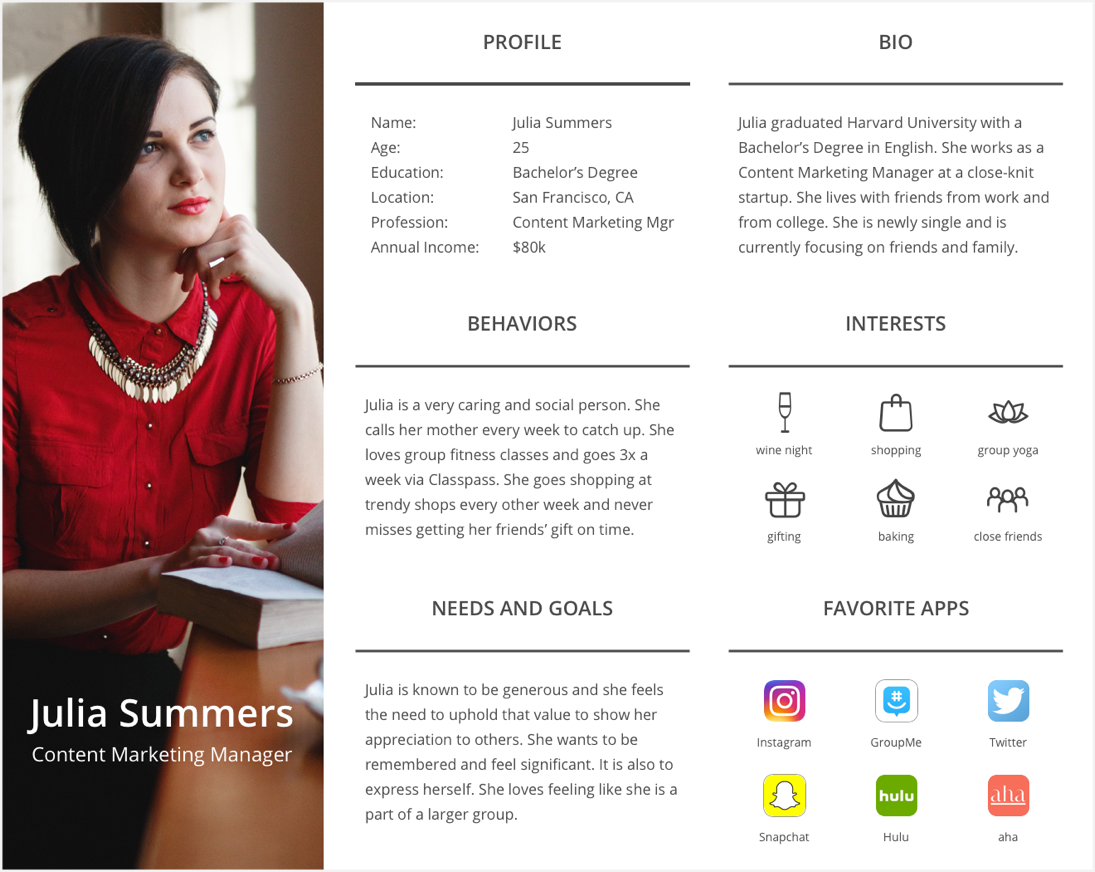 Julia Summers
Content Marketing Manager
PROFILE
Name: Julia Summers
Age: 25
Education: Bachelor’s Degree
Location: San Francisco, CA
Profession: Content Marketing Mgr
Annual Income: $80k
BIO
Julia graduated Harvard University with a
Bachelor’s Degree in English. She works as a
Content Marketing Manager at a close-knit
startup. She lives with friends from work and
from college. She is newly single and is
currently focusing on friends and family.
BEHAVIORS
Julia is a very caring and social person. She
calls her mother every week to catch up. She
loves group fitness classes and goes 3x a
week via Classpass. She goes shopping at
trendy shops every other week and never
misses getting her friends’ gift on time.
INTERESTS
wine night
shopping
group yoga
gifting
baking
close friends
NEEDS AND GOALS
Julia is known to be generous and she feels
the need to uphold that value to show her
appreciation to others. She wants to be
remembered and feel significant. It is also to
express herself. She loves feeling like she is a
part of a larger group.
FAVORITE APPS
#
Instagram
GroupMe
Twitter
hulu
aha
Snapchat
Hulu
aha